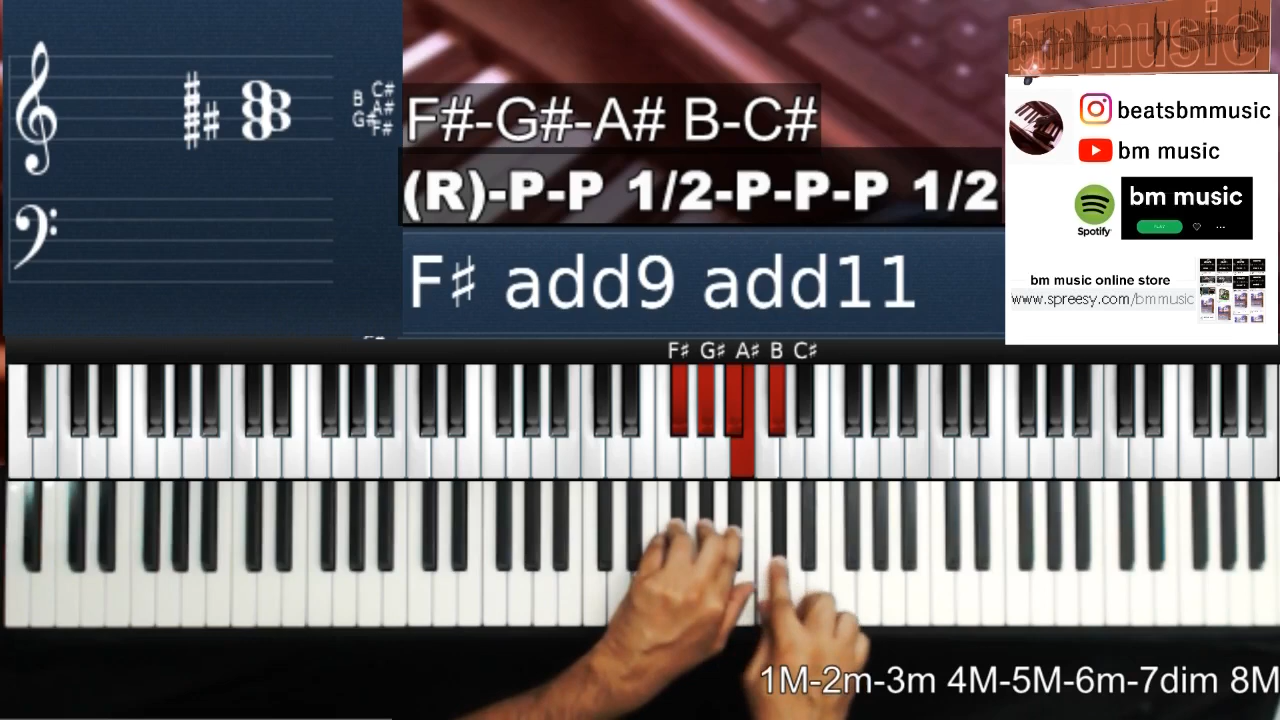 bm music
F#-G#-A# B-C#
(R)-P-P 1/2-P-P-P 1/2
F♯ add9 add11
B C#
A#
G# F#
beatsbmmusic
bm music
Spotify
bm music
PLAY
bm music online store
www.spreesy.com/bmmusic
F♯ G♯ A♯ B C♯
1M-2m-3m 4M-5M-6m-7dim 8M